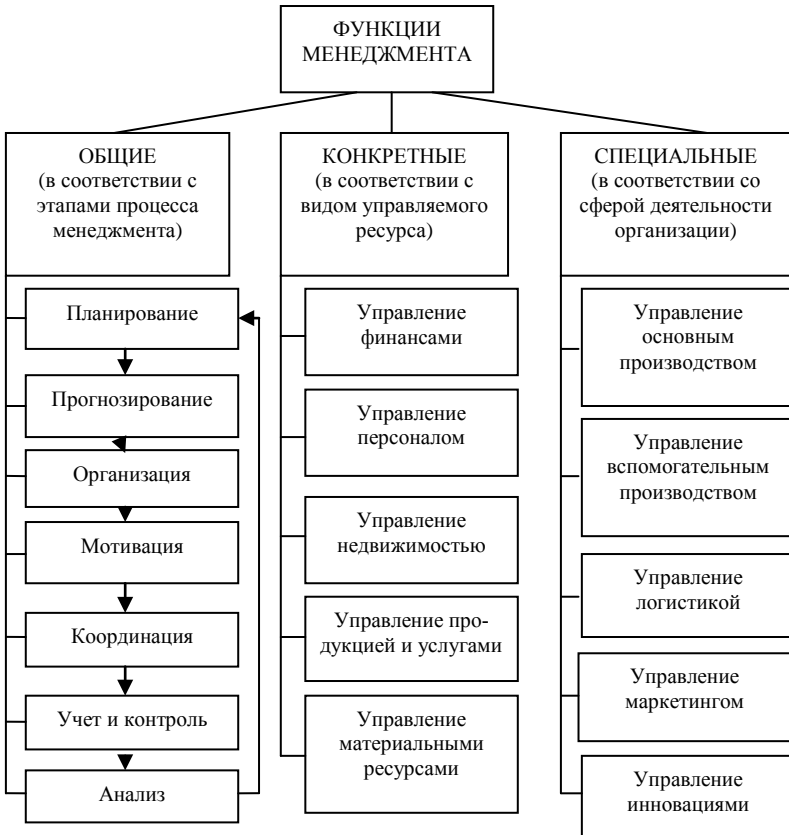 ФУНКЦИИ
МЕНЕДЖМЕНТА
ОБЩИЕ
(в соответствии с
этапами процесса
менеджмента)
Планирование
Прогнозирование
Организация
Мотивация
Координация
Учет и контроль
Анализ
КОНКРЕТНЫЕ
(в соответствии с
видом управляемого
ресурса)
Управление
финансами
Управление
персоналом
Управление
недвижимостью
Управление про-
дукцией и услугами
Управление
материальными
ресурсами
СПЕЦИАЛЬНЫЕ
(в соответствии со
сферой деятельности
организации)
Управление
основным
производством
Управление
вспомогательным
производством
Управление
логистикой
Управление
маркетингом
Управление
инновациями